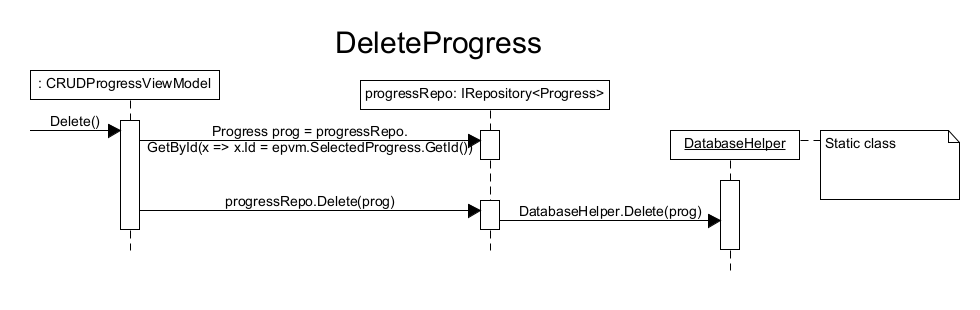 DeleteProgress
: CRUDProgressViewModel
progressRepo: IRepository<Progress>
Delete()
Progress prog = progressRepo.
GetById(x => x.Id = epvm.SelectedProgress.GetId())
DatabaseHelper
Static class
progressRepo.Delete(prog)
DatabaseHelper.Delete(prog)